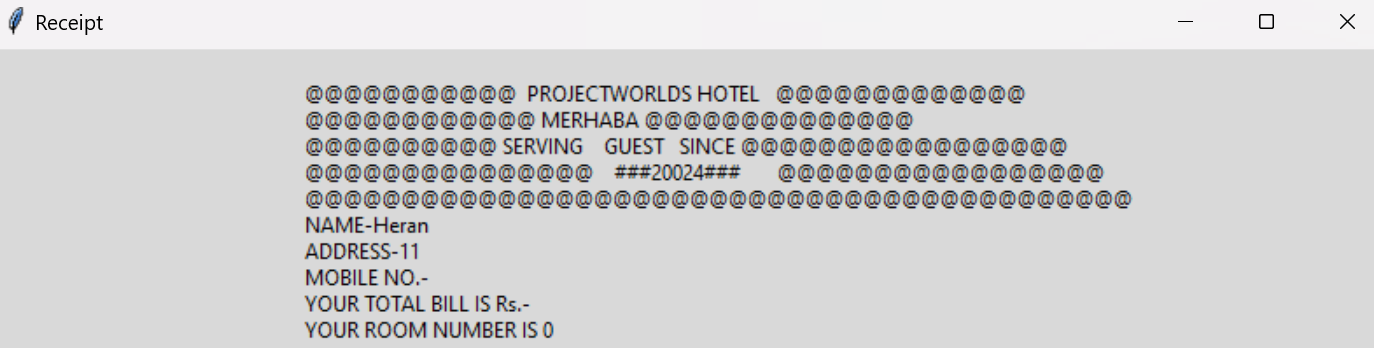 Receipt
@@@@@@@@@@@ PROJECTWORLDS HOTEL @@@@@@@@@@@@@
@@@@@@@@@@@@ MERHABA @@@@@@@@@@@@@@
@@@@@@@@@@ SERVING GUEST SINCE @@@@@@@@@@@@@@@@@
@@@@@@@@@@@@@@@ ###20024### @@@@@@@@@@@@@@@@@
@@@@@@@@@@@@@@@@@@@@@@@@@@@@@@@@@@@@@@@@@@@
NAME-Heran
ADDRESS-11
MOBILE NO.-
YOUR TOTAL BILL IS Rs.-
YOUR ROOM NUMBER IS 0